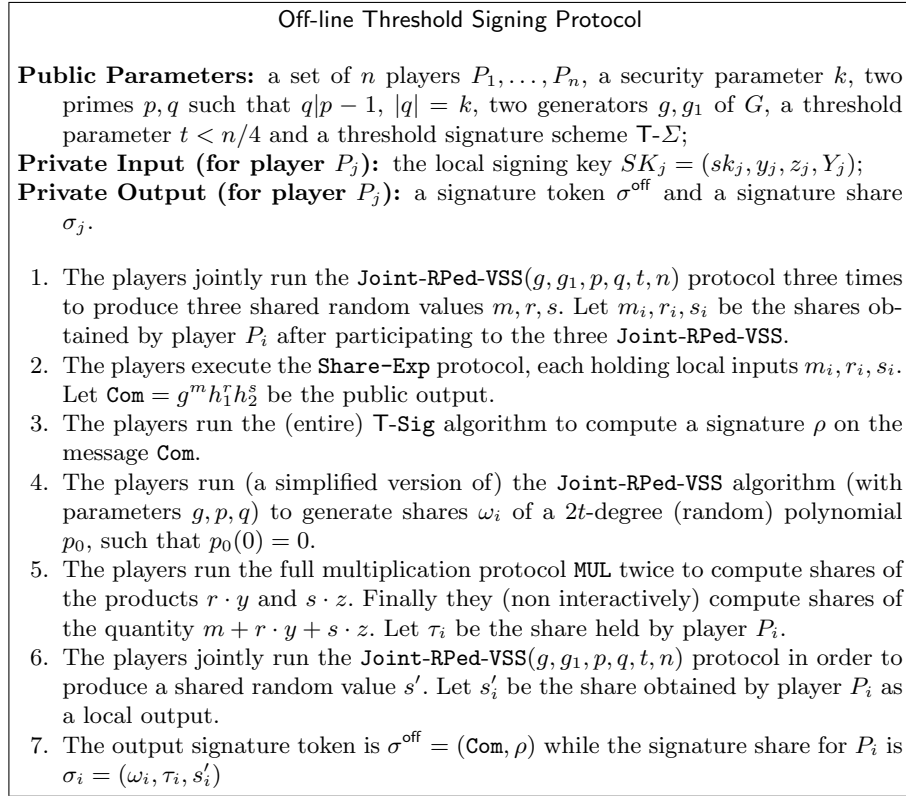 Off-line Threshold Signing Protocol
Public Parameters: a set of n players P₁, . . . , Pₙ, a security parameter k, two
primes p, q such that q|p − 1, |q| = k, two generators g, g₁ of G, a threshold
parameter t < n/4 and a threshold signature scheme T-Σ;
Private Input (for player Pⱼ): the local signing key SKⱼ = (skⱼ, yⱼ, zⱼ, Yⱼ);
Private Output (for player Pⱼ): a signature token σ^off and a signature share
σⱼ.
1. The players jointly run the Joint-RPed-VSS(g, g₁, p, q, t, n) protocol three times
to produce three shared random values m, r, s. Let mᵢ, rᵢ, sᵢ be the shares ob-
tained by player Pᵢ after participating to the three Joint-RPed-VSS.
2. The players execute the Share-Exp protocol, each holding local inputs mᵢ, rᵢ, sᵢ.
Let Com = g^m h₁^r h₂^s be the public output.
3. The players run the (entire) T-Sig algorithm to compute a signature ρ on the
message Com.
4. The players run (a simplified version of) the Joint-RPed-VSS algorithm (with
parameters g, p, q) to generate shares ωᵢ of a 2t-degree (random) polynomial
p₀, such that p₀(0) = 0.
5. The players run the full multiplication protocol MUL twice to compute shares of
the products r · y and s · z. Finally they (non interactively) compute shares of
the quantity m + r · y + s · z. Let τᵢ be the share held by player Pᵢ.
6. The players jointly run the Joint-RPed-VSS(g, g₁, p, q, t, n) protocol in order to
produce a shared random value s′. Let s′ᵢ be the share obtained by player Pᵢ as
a local output.
7. The output signature token is σ^off = (Com, ρ) while the signature share for Pᵢ is
σᵢ = (ωᵢ, τᵢ, s′ᵢ)